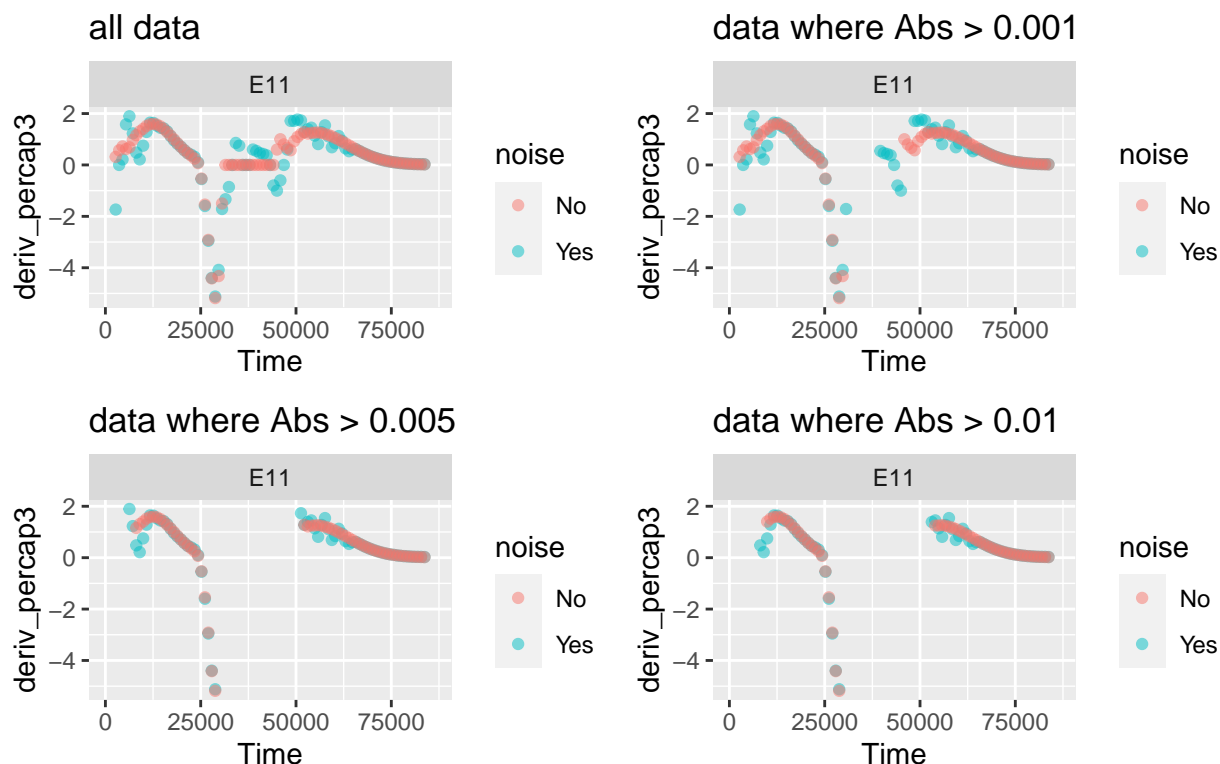 all data
E11
deriv_percap3
2
0
−2
−4
0 25000 50000 75000
Time
noise
No
Yes
data where Abs > 0.001
E11
deriv_percap3
2
0
−2
−4
0 25000 50000 75000
Time
noise
No
Yes
data where Abs > 0.005
E11
deriv_percap3
2
0
−2
−4
0 25000 50000 75000
Time
noise
No
Yes
data where Abs > 0.01
E11
deriv_percap3
2
0
−2
−4
0 25000 50000 75000
Time
noise
No
Yes